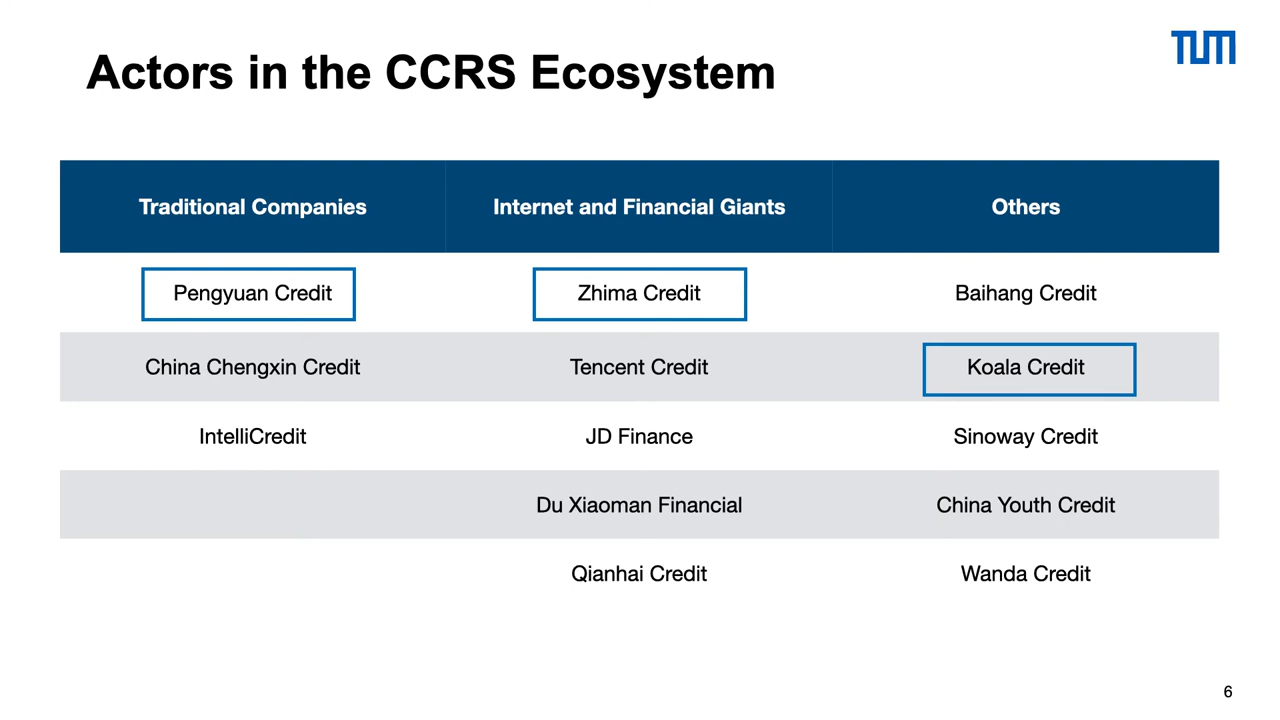 Actors in the CCRS Ecosystem
TUM
Traditional Companies Internet and Financial Giants Others
Pengyuan Credit Zhima Credit Baihang Credit
China Chengxin Credit Tencent Credit Koala Credit
IntelliCredit JD Finance Sinoway Credit
Du Xiaoman Financial China Youth Credit
Qianhai Credit Wanda Credit
6